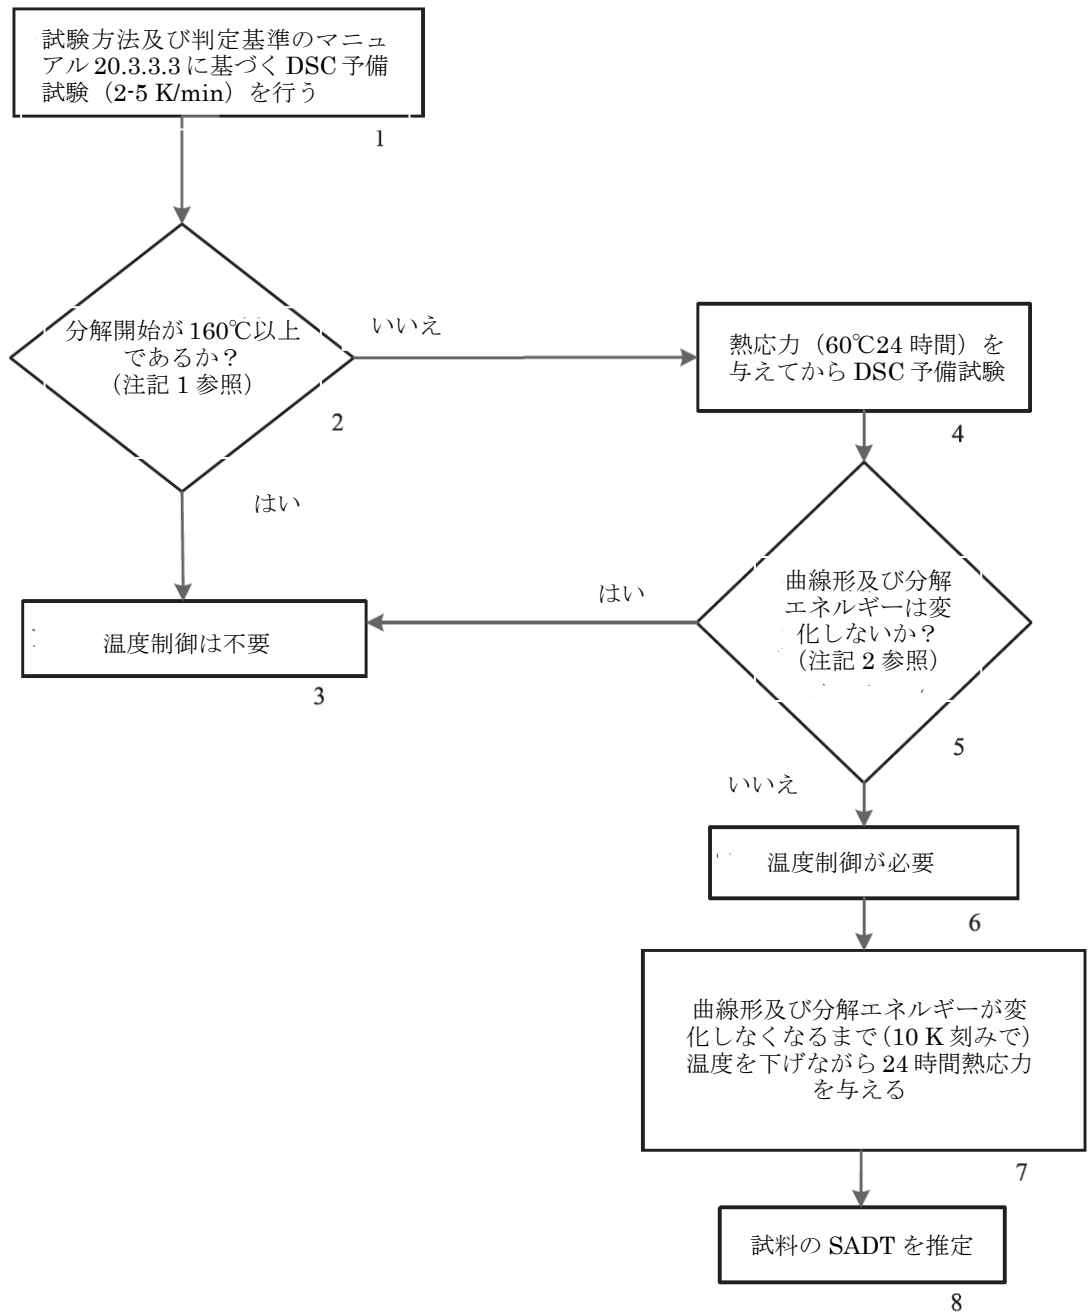 試験方法及び判定基準のマニュ
アル 20.3.3.3 に基づく DSC 予備
試験（2-5 K/min）を行う
1
分解開始が 160℃以上
であるか？
（注記 1 参照）
2
いいえ
はい
熱応力（60℃24 時間）を
与えてから DSC 予備試験
4
温度制御は不要
3
はい
曲線形及び分解
エネルギーは変
化しないか？
（注記 2 参照）
5
いいえ
温度制御が必要
6
曲線形及び分解エネルギーが変
化しなくなるまで（10 K 刻みで）
温度を下げながら 24 時間熱応力
を与える
7
試料の SADT を推定
8